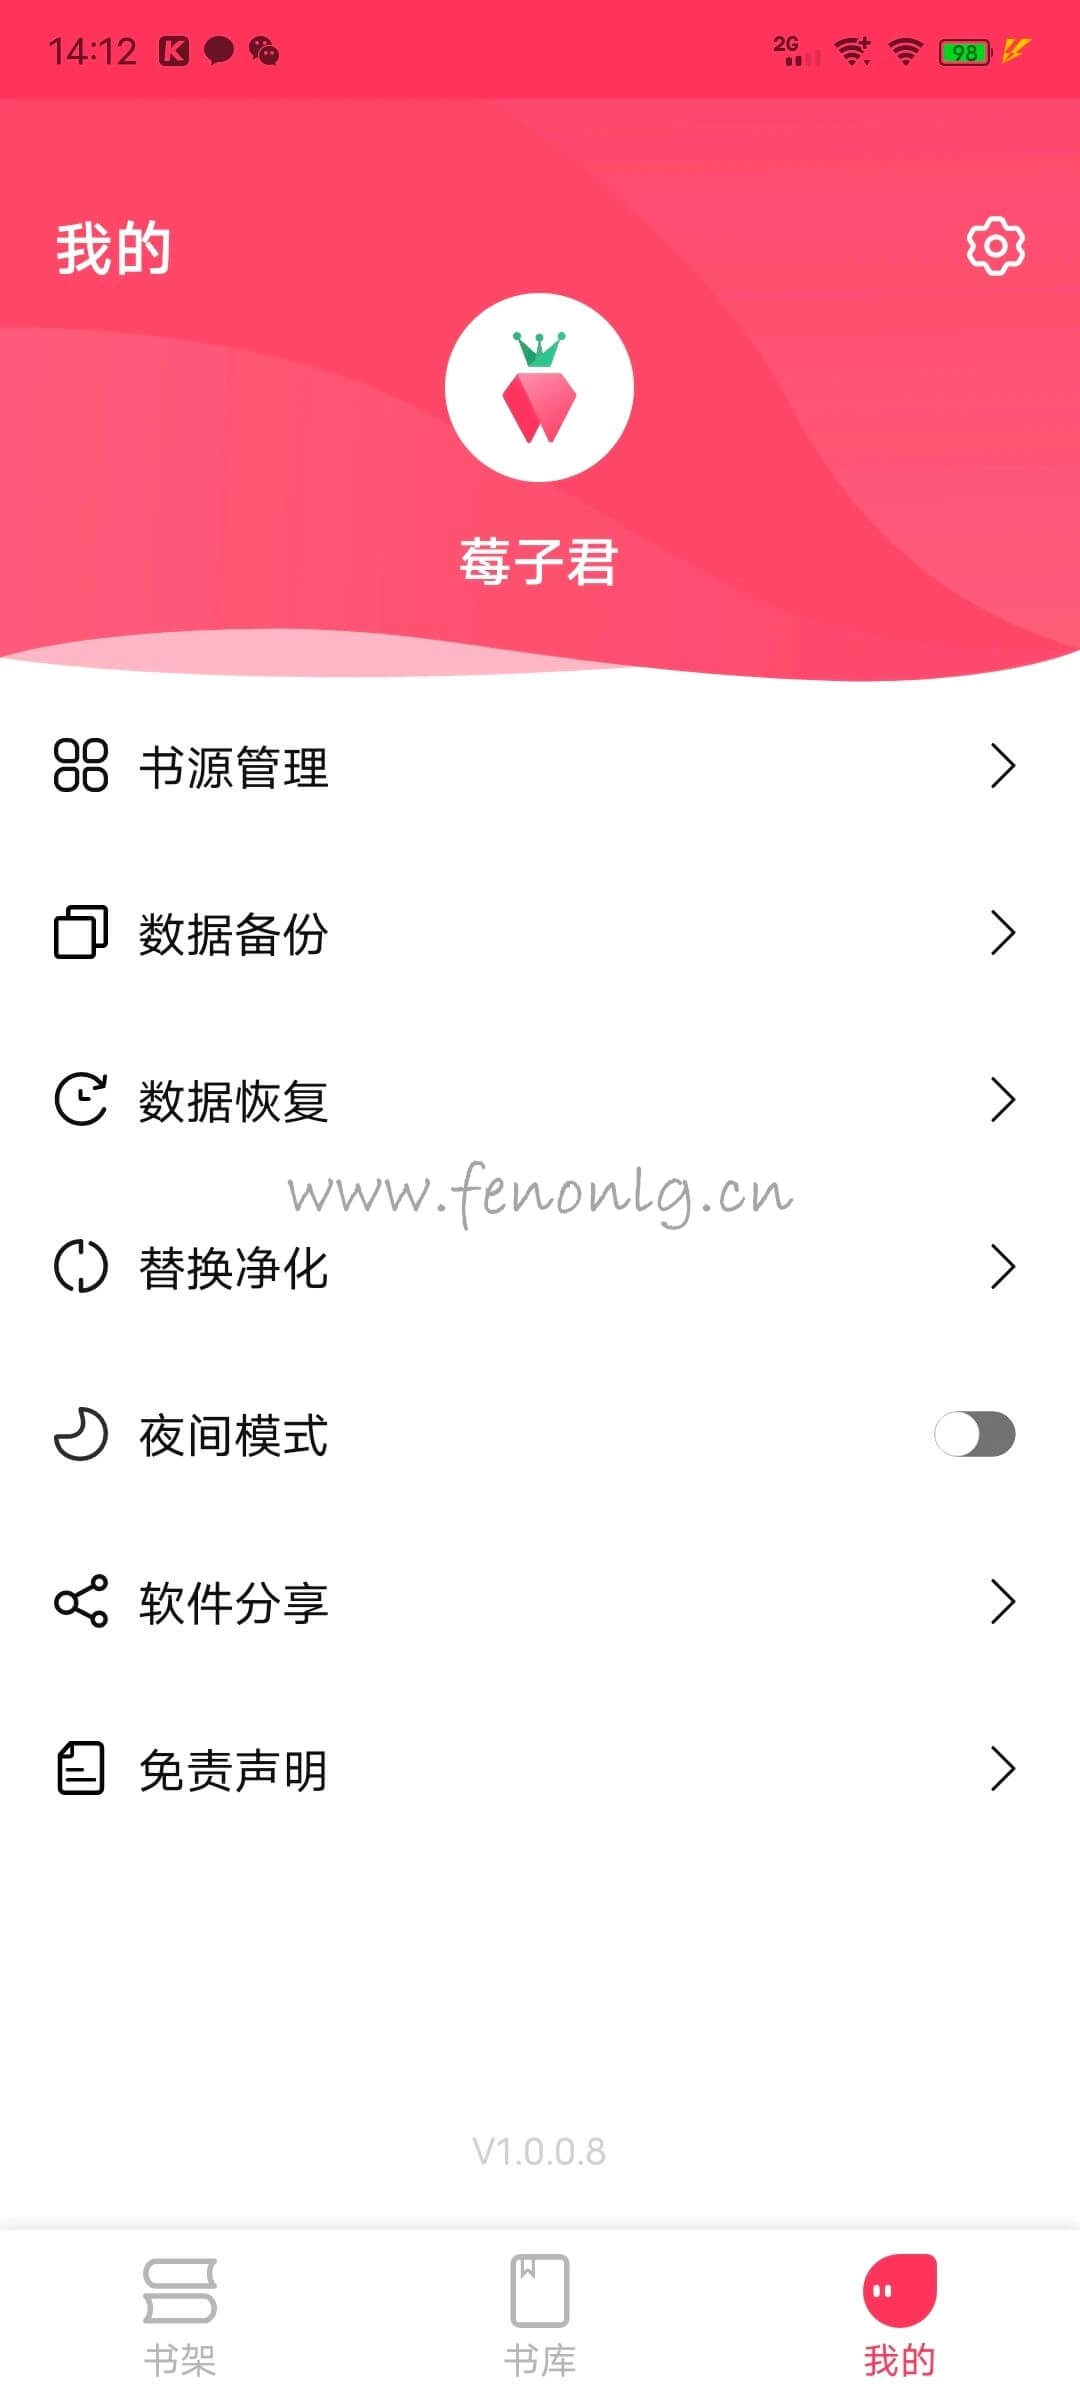 14:12 K 2G 98
我的
莓子君
书源管理
数据备份
数据恢复
www.fenonlg.cn
替换净化
夜间模式
软件分享
免责声明
V1.0.0.8
书架 书库 我的